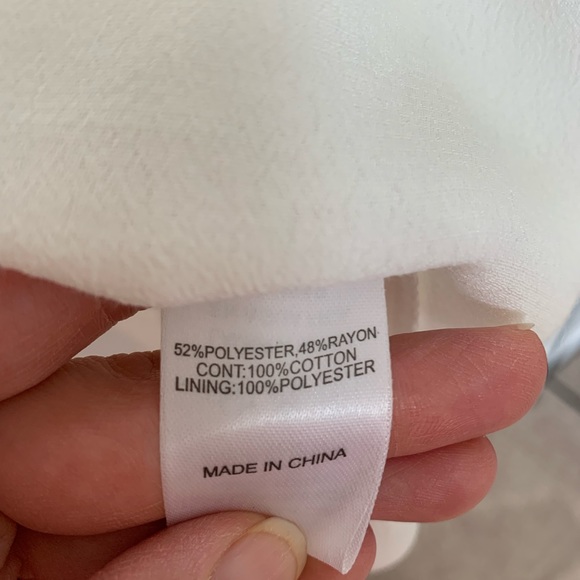 52%POLYESTER,48%RAYON
CONT:100%COTTON
LINING:100%POLYESTER
MADE IN CHINA